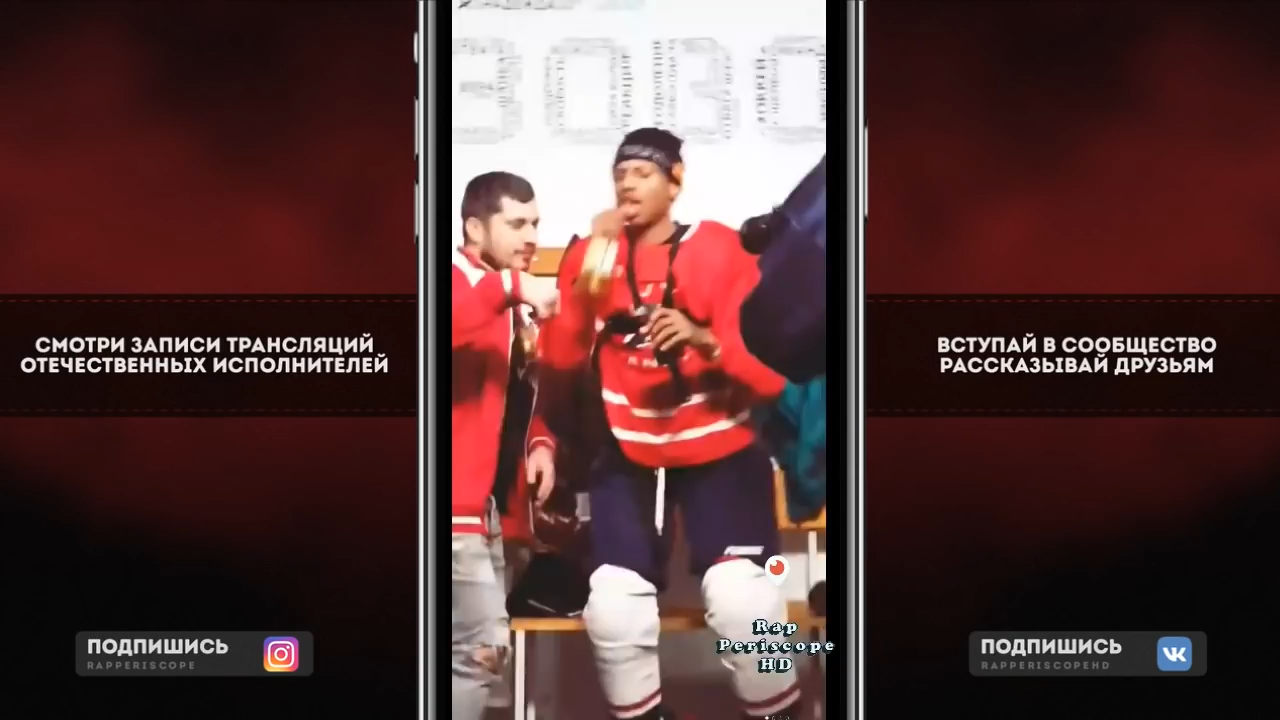 СМОТРИ ЗАПИСИ ТРАНСЛЯЦИЙ
ОТЕЧЕСТВЕННЫХ ИСПОЛНИТЕЛЕЙ
ПОДПИШИСЬ
RAPPERISCOPE
Rap
Periscope
HD
ВСТУПАЙ В СООБЩЕСТВО
РАССКАЗЫВАЙ ДРУЗЬЯМ
ПОДПИШИСЬ
RAPPERISCOPEHD